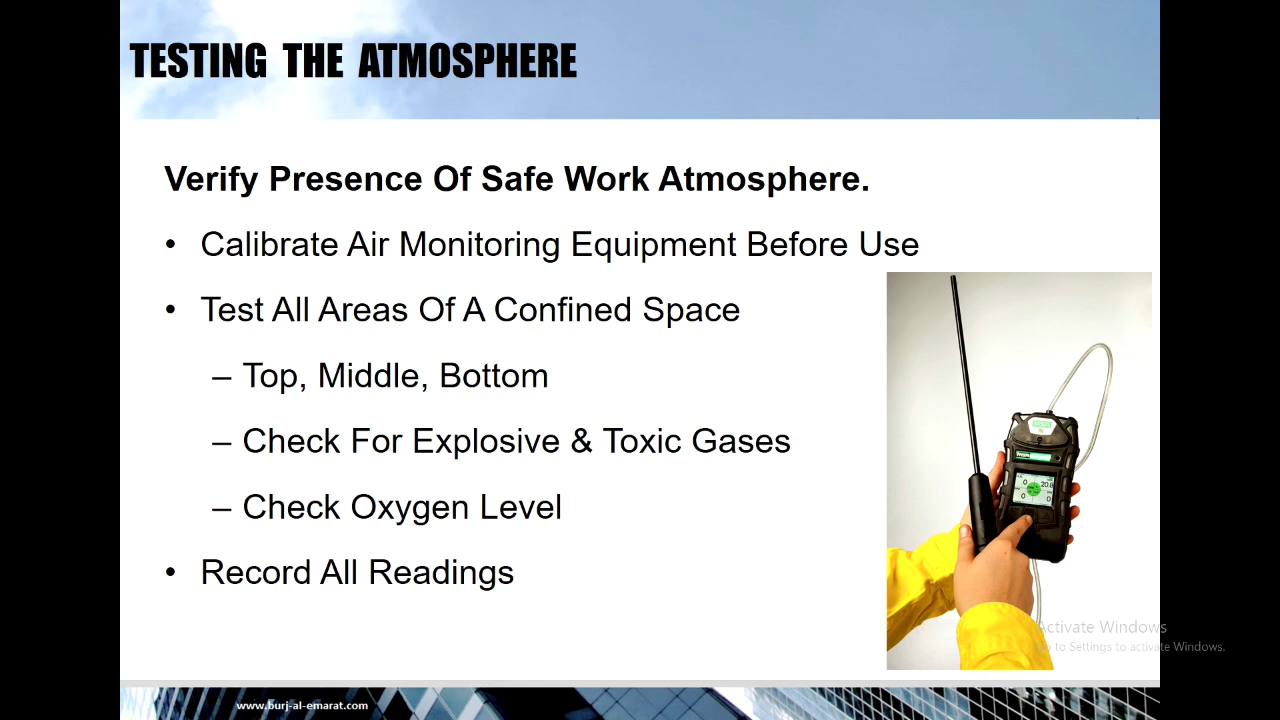 TESTING THE ATMOSPHERE
Verify Presence Of Safe Work Atmosphere.
• Calibrate Air Monitoring Equipment Before Use
• Test All Areas Of A Confined Space
– Top, Middle, Bottom
– Check For Explosive & Toxic Gases
– Check Oxygen Level
• Record All Readings
Activate Windows
to Settings to activate Windows.
www.burj-al-emarat.com